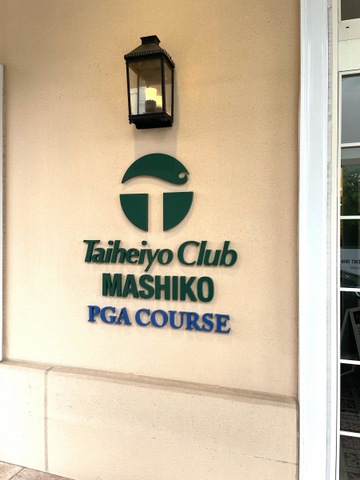 Taiheiyo Club
MASHIKO
PGA COURSE